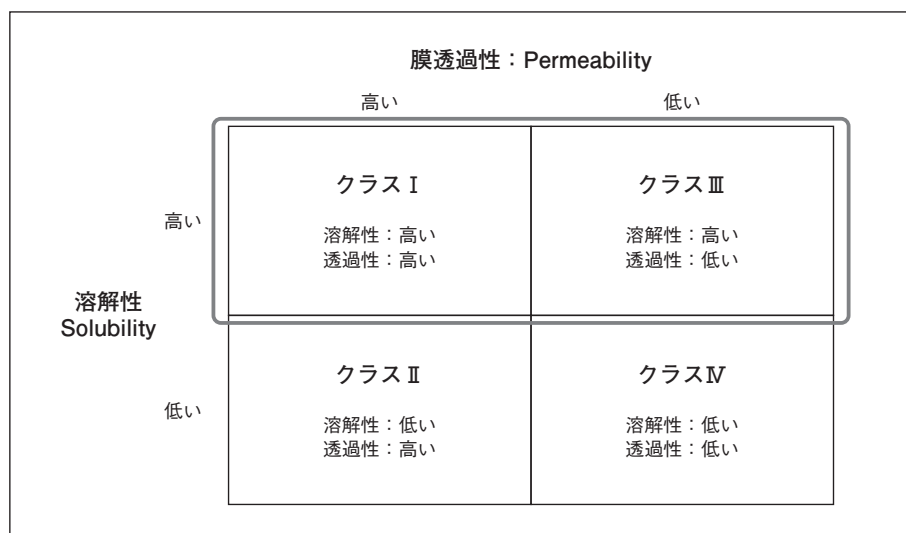 膜透過性：Permeability
高い
低い
高い
クラスⅠ
溶解性：高い
透過性：高い
クラスⅢ
溶解性：高い
透過性：低い
溶解性
Solubility
低い
クラスⅡ
溶解性：低い
透過性：高い
クラスⅣ
溶解性：低い
透過性：低い